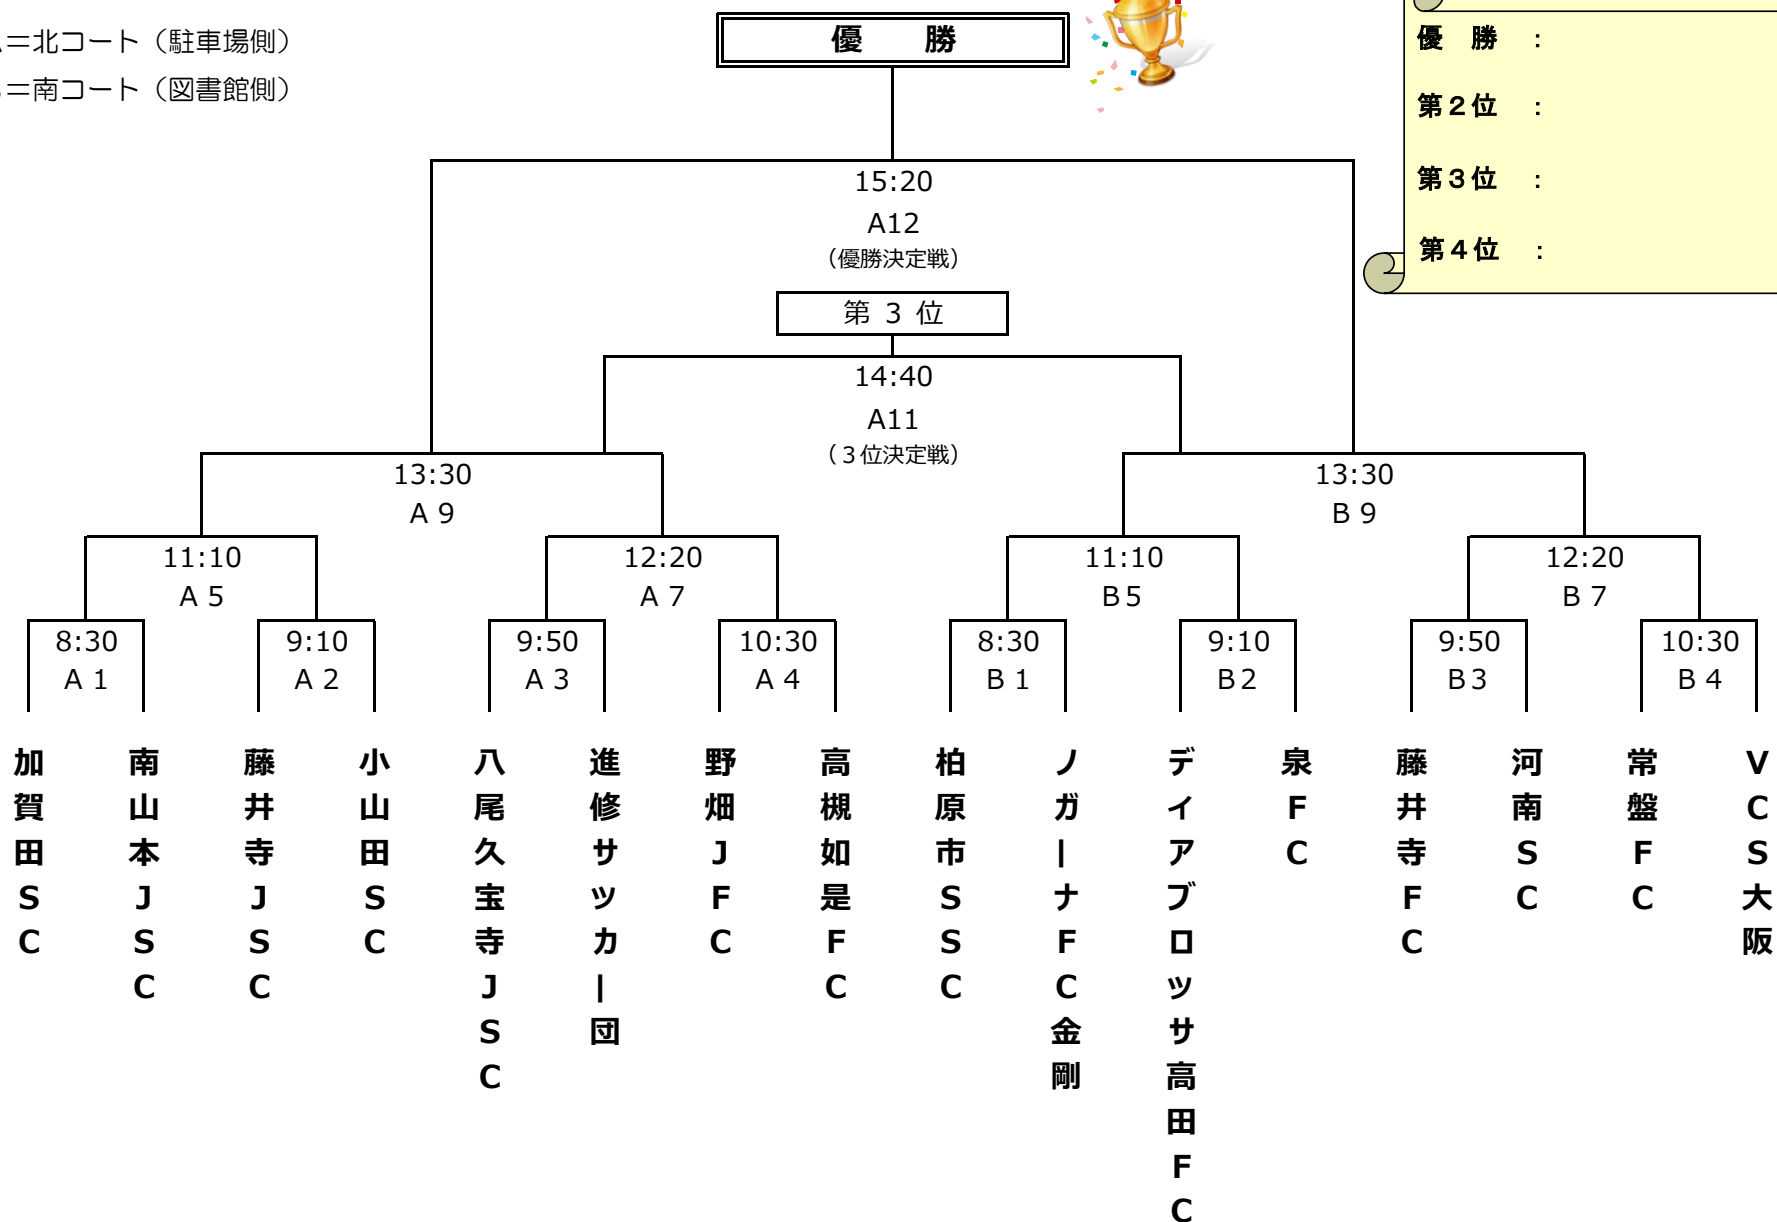 ＝北コート（駐車場側）
＝南コート（図書館側）
優　勝
優　勝　：
第２位　：
第３位　：
第４位　：
15:20
A12
（優勝決定戦）
第 3 位
14:40
A11
（３位決定戦）
13:30
A 9
13:30
B 9
11:10
A 5
12:20
A 7
11:10
B5
12:20
B 7
8:30
A 1
9:10
A 2
9:50
A 3
10:30
A 4
8:30
B 1
9:10
B2
9:50
B3
10:30
B 4
加賀田SC
南山本JSC
藤井寺JSC
小山田SC
八尾久宝寺JSC
進修サッカー団
野畑JFC
高槻如是FC
柏原市SSC
ノガーナFC金剛
ディアブロッサ高田FC
泉FC
藤井寺FC
河南SC
常盤FC
VCS大阪